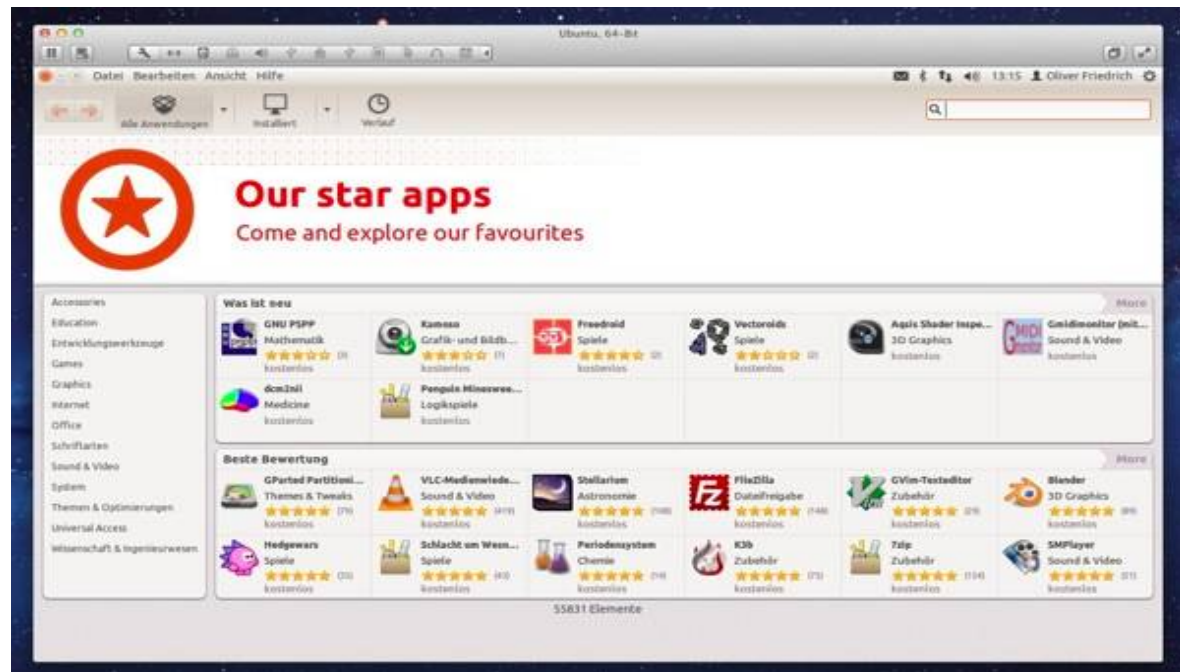 Ubuntu, 64-Bit
Datei Bearbeiten Ansicht Hilfe
13:15 Oliver Friedrich
Alle Anwendungen
Installiert
Verlauf
Our star apps
Come and explore our favourites
Accessories
Education
Entwicklungswerkzeuge
Games
Graphics
Internet
Office
Schriftarten
Sound & Video
System
Themen & Optimierungen
Universal Access
Wissenschaft & Ingenieurwesen
Was ist neu
More
GNU PSPP
Mathematik
kostenlos
Kamoso
Grafik- und Bildb...
kostenlos
Freedroid
Spiele
kostenlos
Vectoroids
Spiele
kostenlos
Aqsis Shader Inspe...
3D Graphics
kostenlos
Gmidimonitor (mit...
Sound & Video
kostenlos
dcm2nii
Medicine
kostenlos
Penguin Mineswee...
Logikspiele
kostenlos
Beste Bewertung
More
GParted Partitioni...
Themes & Tweaks
kostenlos
VLC-Medienwiede...
Sound & Video
kostenlos
Stellarium
Astronomie
kostenlos
FileZilla
Dateifreigabe
kostenlos
GVim-Texteditor
Zubehör
kostenlos
Blender
3D Graphics
kostenlos
Hedgewars
Spiele
kostenlos
Schlacht um Wesn...
Spiele
kostenlos
Periodensystem
Chemie
kostenlos
K3b
Zubehör
kostenlos
7zip
Zubehör
kostenlos
SMPlayer
Sound & Video
kostenlos
55831 Elemente